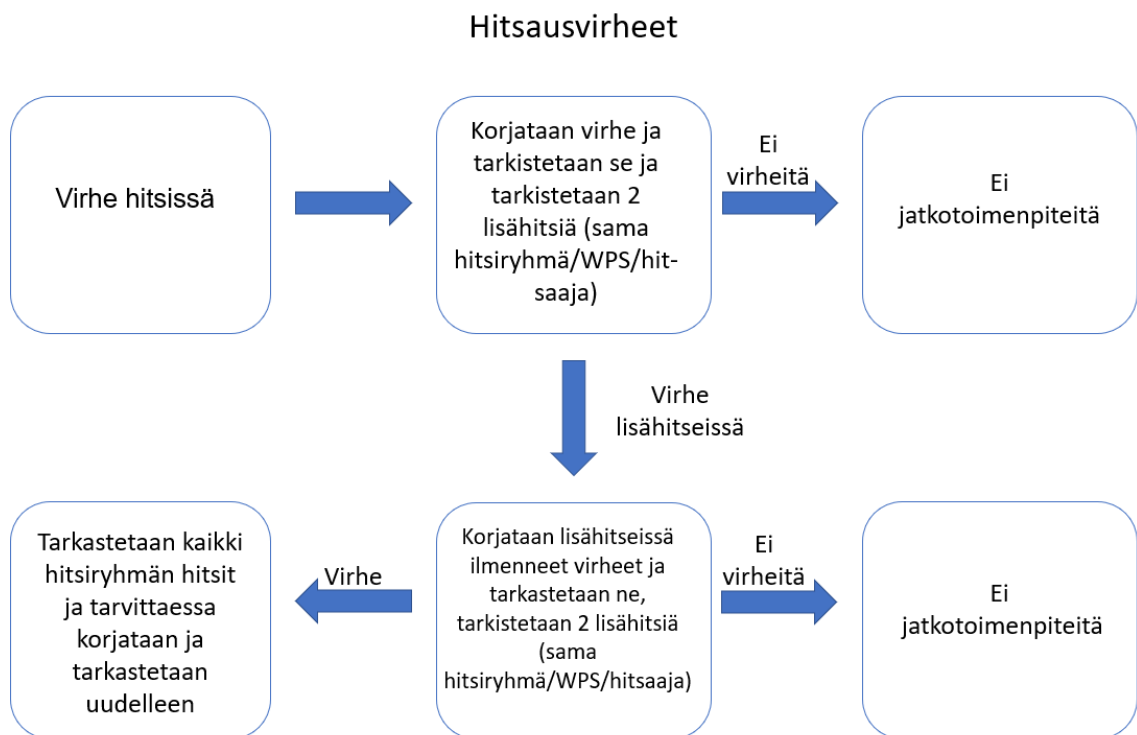 Hitsausvirheet
Virhe hitsissä
Korjataan virhe ja
tarkistetaan se ja
tarkistetaan 2
lisähitsiä (sama
hitsiryhmä/WPS/hit-
saaja)
Ei
virheitä
Ei
jatkotoimenpiteitä
Virhe
lisähitseissä
Tarkastetaan kaikki
hitsiryhmän hitsit
ja tarvittaessa
korjataan ja
tarkastetaan
uudelleen
Virhe
Korjataan lisähitseissä
ilmenneet virheet ja
tarkastetaan ne,
tarkistetaan 2 lisähitsiä
(sama
hitsiryhmä/WPS/hitsaaja)
Ei
virheitä
Ei
jatkotoimenpiteitä